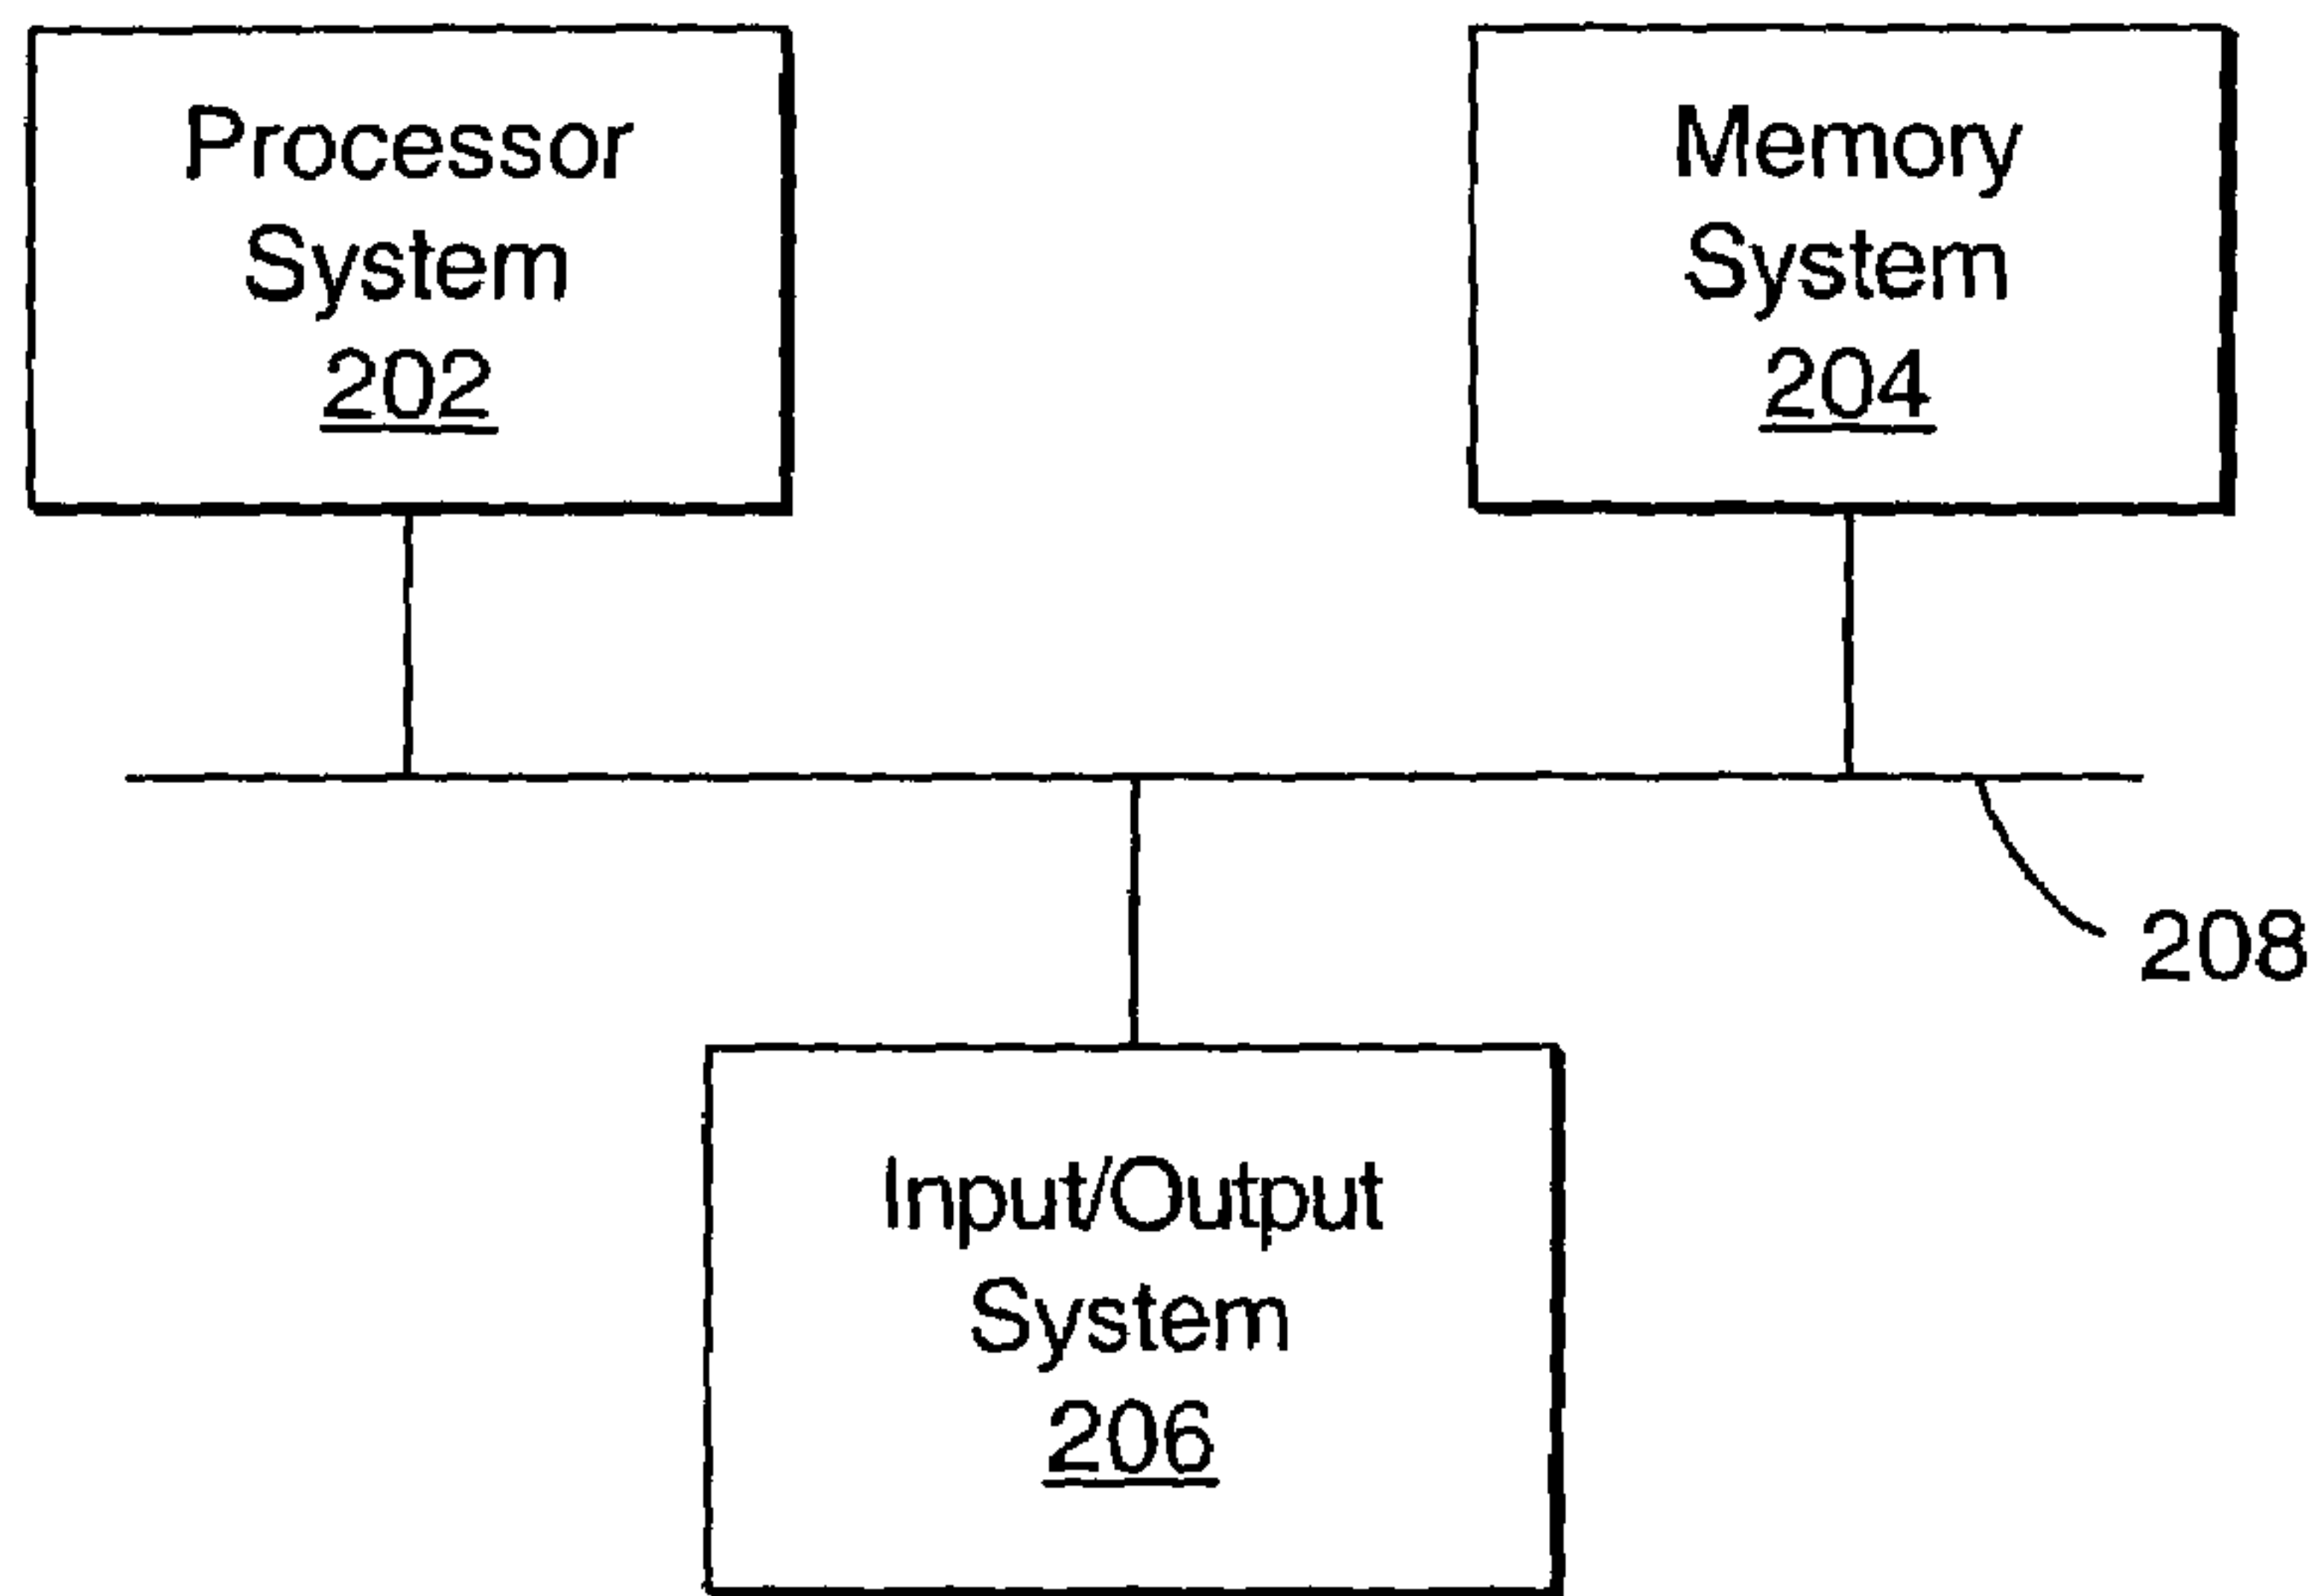 Processor
System
202
Memory
System
204
208
Input/Output
System
206